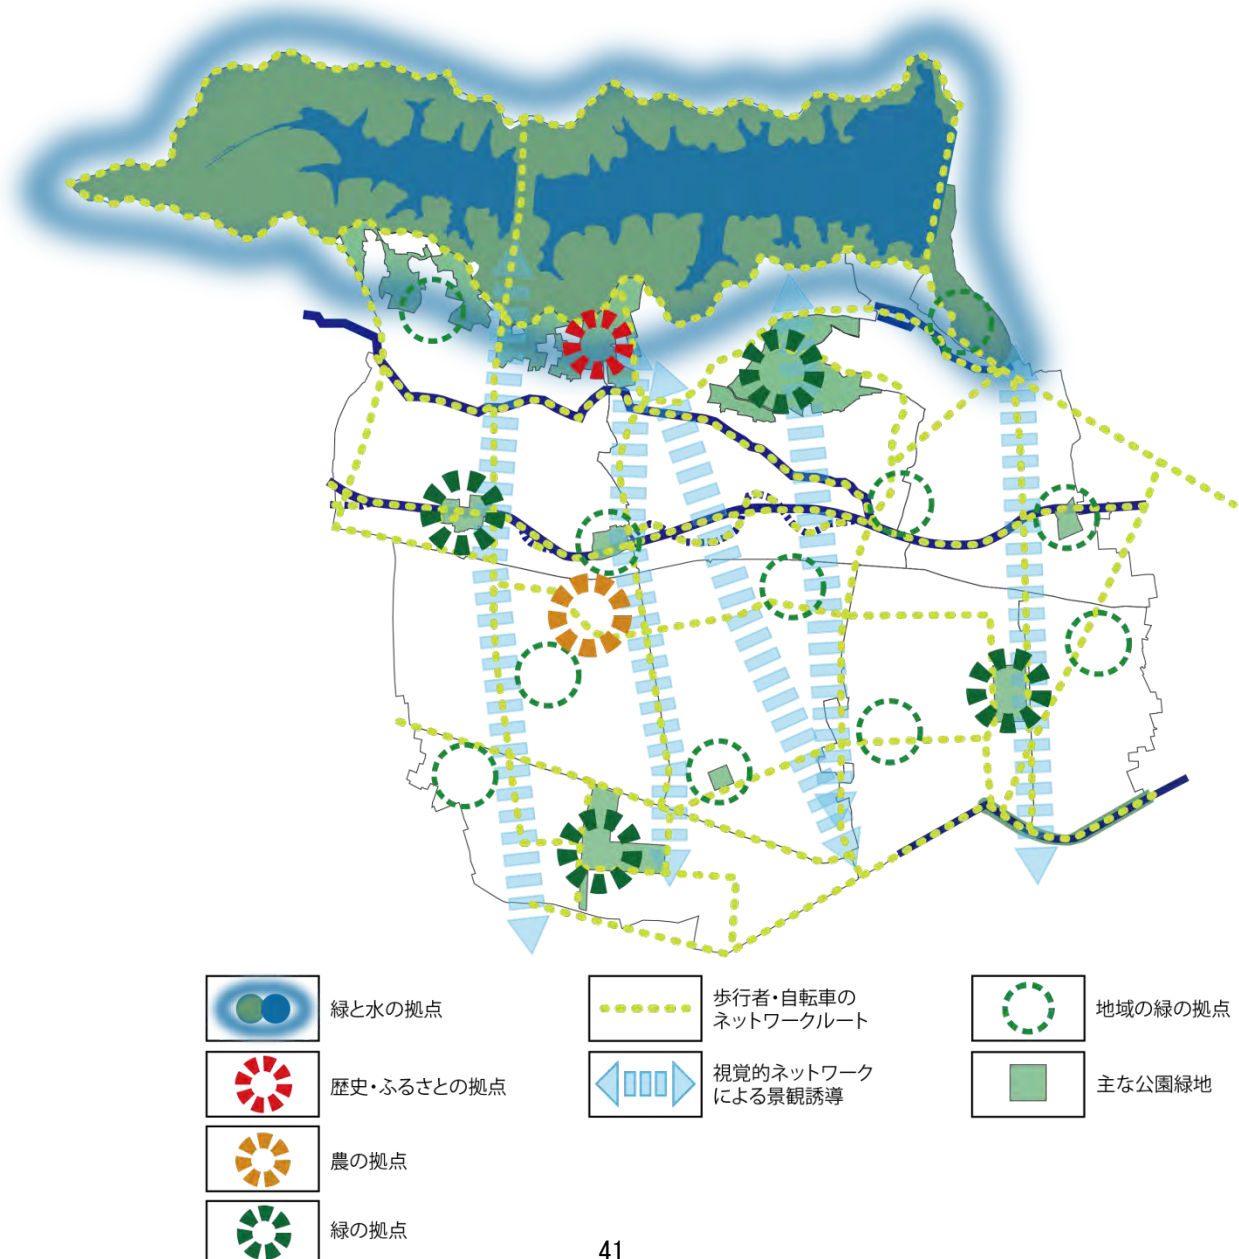 緑と水の拠点
歴史・ふるさとの拠点
農の拠点
緑の拠点
歩行者・自転車の
ネットワークルート
視覚的ネットワーク
による景観誘導
地域の緑の拠点
主な公園緑地
41